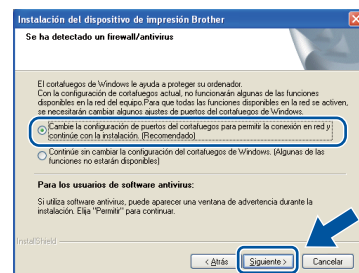 Instalación del dispositivo de impresión Brother
Se ha detectado un firewall/antivirus
El cortafuegos de Windows le ayuda a proteger su ordenador.
Con la configuración de cortafuegos actual, no funcionarán algunas de las funciones
disponibles en la red del equipo.Para que todas las funciones disponibles en la red se activen,
se necesitarán cambiar algunos ajustes de puertos del cortafuegos de Windows.
Cambie la configuración de puertos del cortafuegos para permitir la conexión en red y
continúe con la instalación. (Recomendado)
Continúe sin cambiar la configuración del cortafuegos de Windows. (Algunas de las
funciones no estarán disponibles)
Para los usuarios de software antivirus:
Si utiliza software antivirus, puede aparecer una ventana de advertencia durante la
instalación. Elija "Permitir" para continuar.
InstallShield
< Atrás
Siguiente >
Cancelar